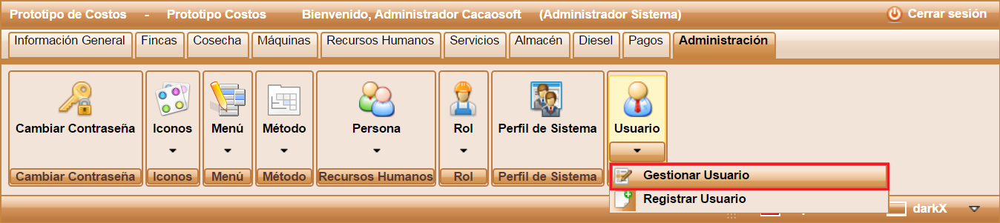 Prototipo de Costos - Prototipo Costos Bienvenido, Administrador Cacaosoft (Administrador Sistema) Cerrar sesión
Información General Fincas Cosecha Máquinas Recursos Humanos Servicios Almacén Diesel Pagos Administración
Cambiar Contraseña Iconos Menú Método Persona Rol Perfil de Sistema Usuario
Cambiar Contraseña Iconos Menú Método Recursos Humanos Rol Perfil de Sistema
Gestionar Usuario
Registrar Usuario
darkX